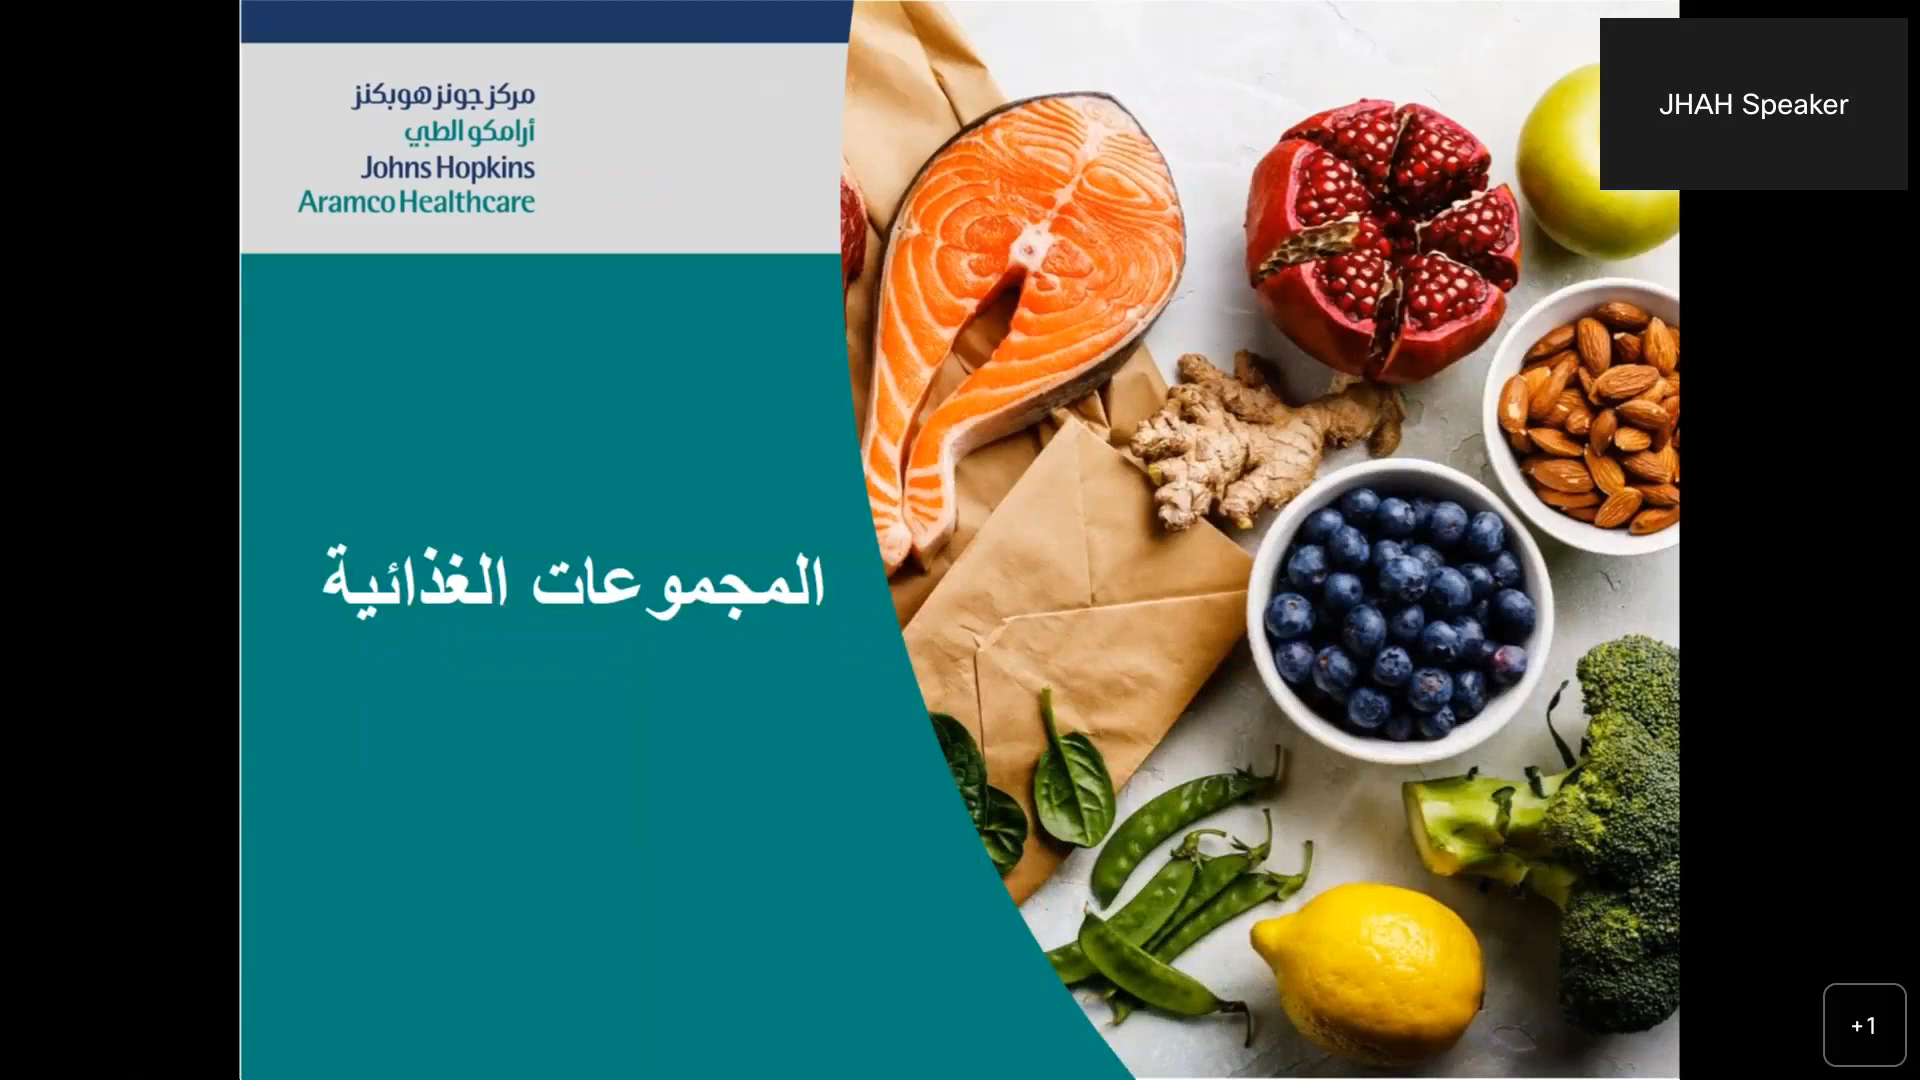 مركز جونز هوبكنز
أرامكو الطبي
Johns Hopkins
Aramco Healthcare
JHAH Speaker
المجموعات الغذائية
+1